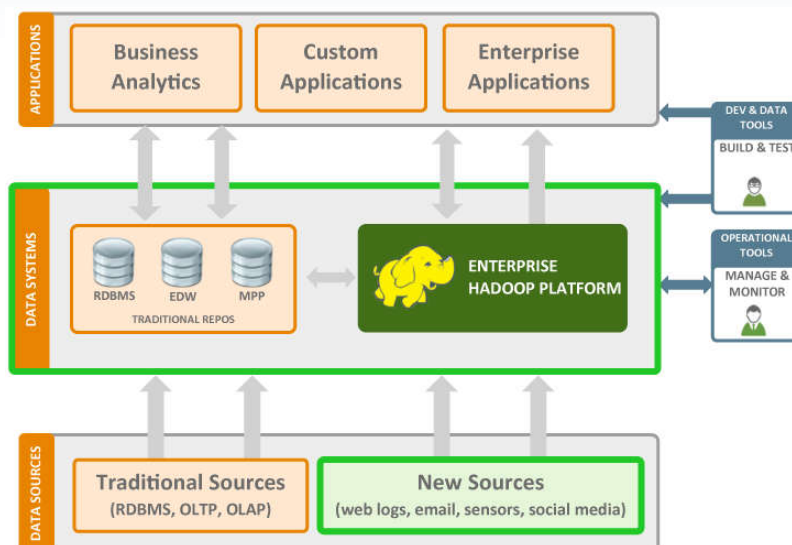 APPLICATIONS
Business
Analytics
Custom
Applications
Enterprise
Applications
DEV & DATA
TOOLS
BUILD & TEST
DATA SYSTEMS
RDBMS
EDW
MPP
TRADITIONAL REPOS
ENTERPRISE
HADOOP PLATFORM
OPERATIONAL
TOOLS
MANAGE &
MONITOR
DATA SOURCES
Traditional Sources
(RDBMS, OLTP, OLAP)
New Sources
(web logs, email, sensors, social media)